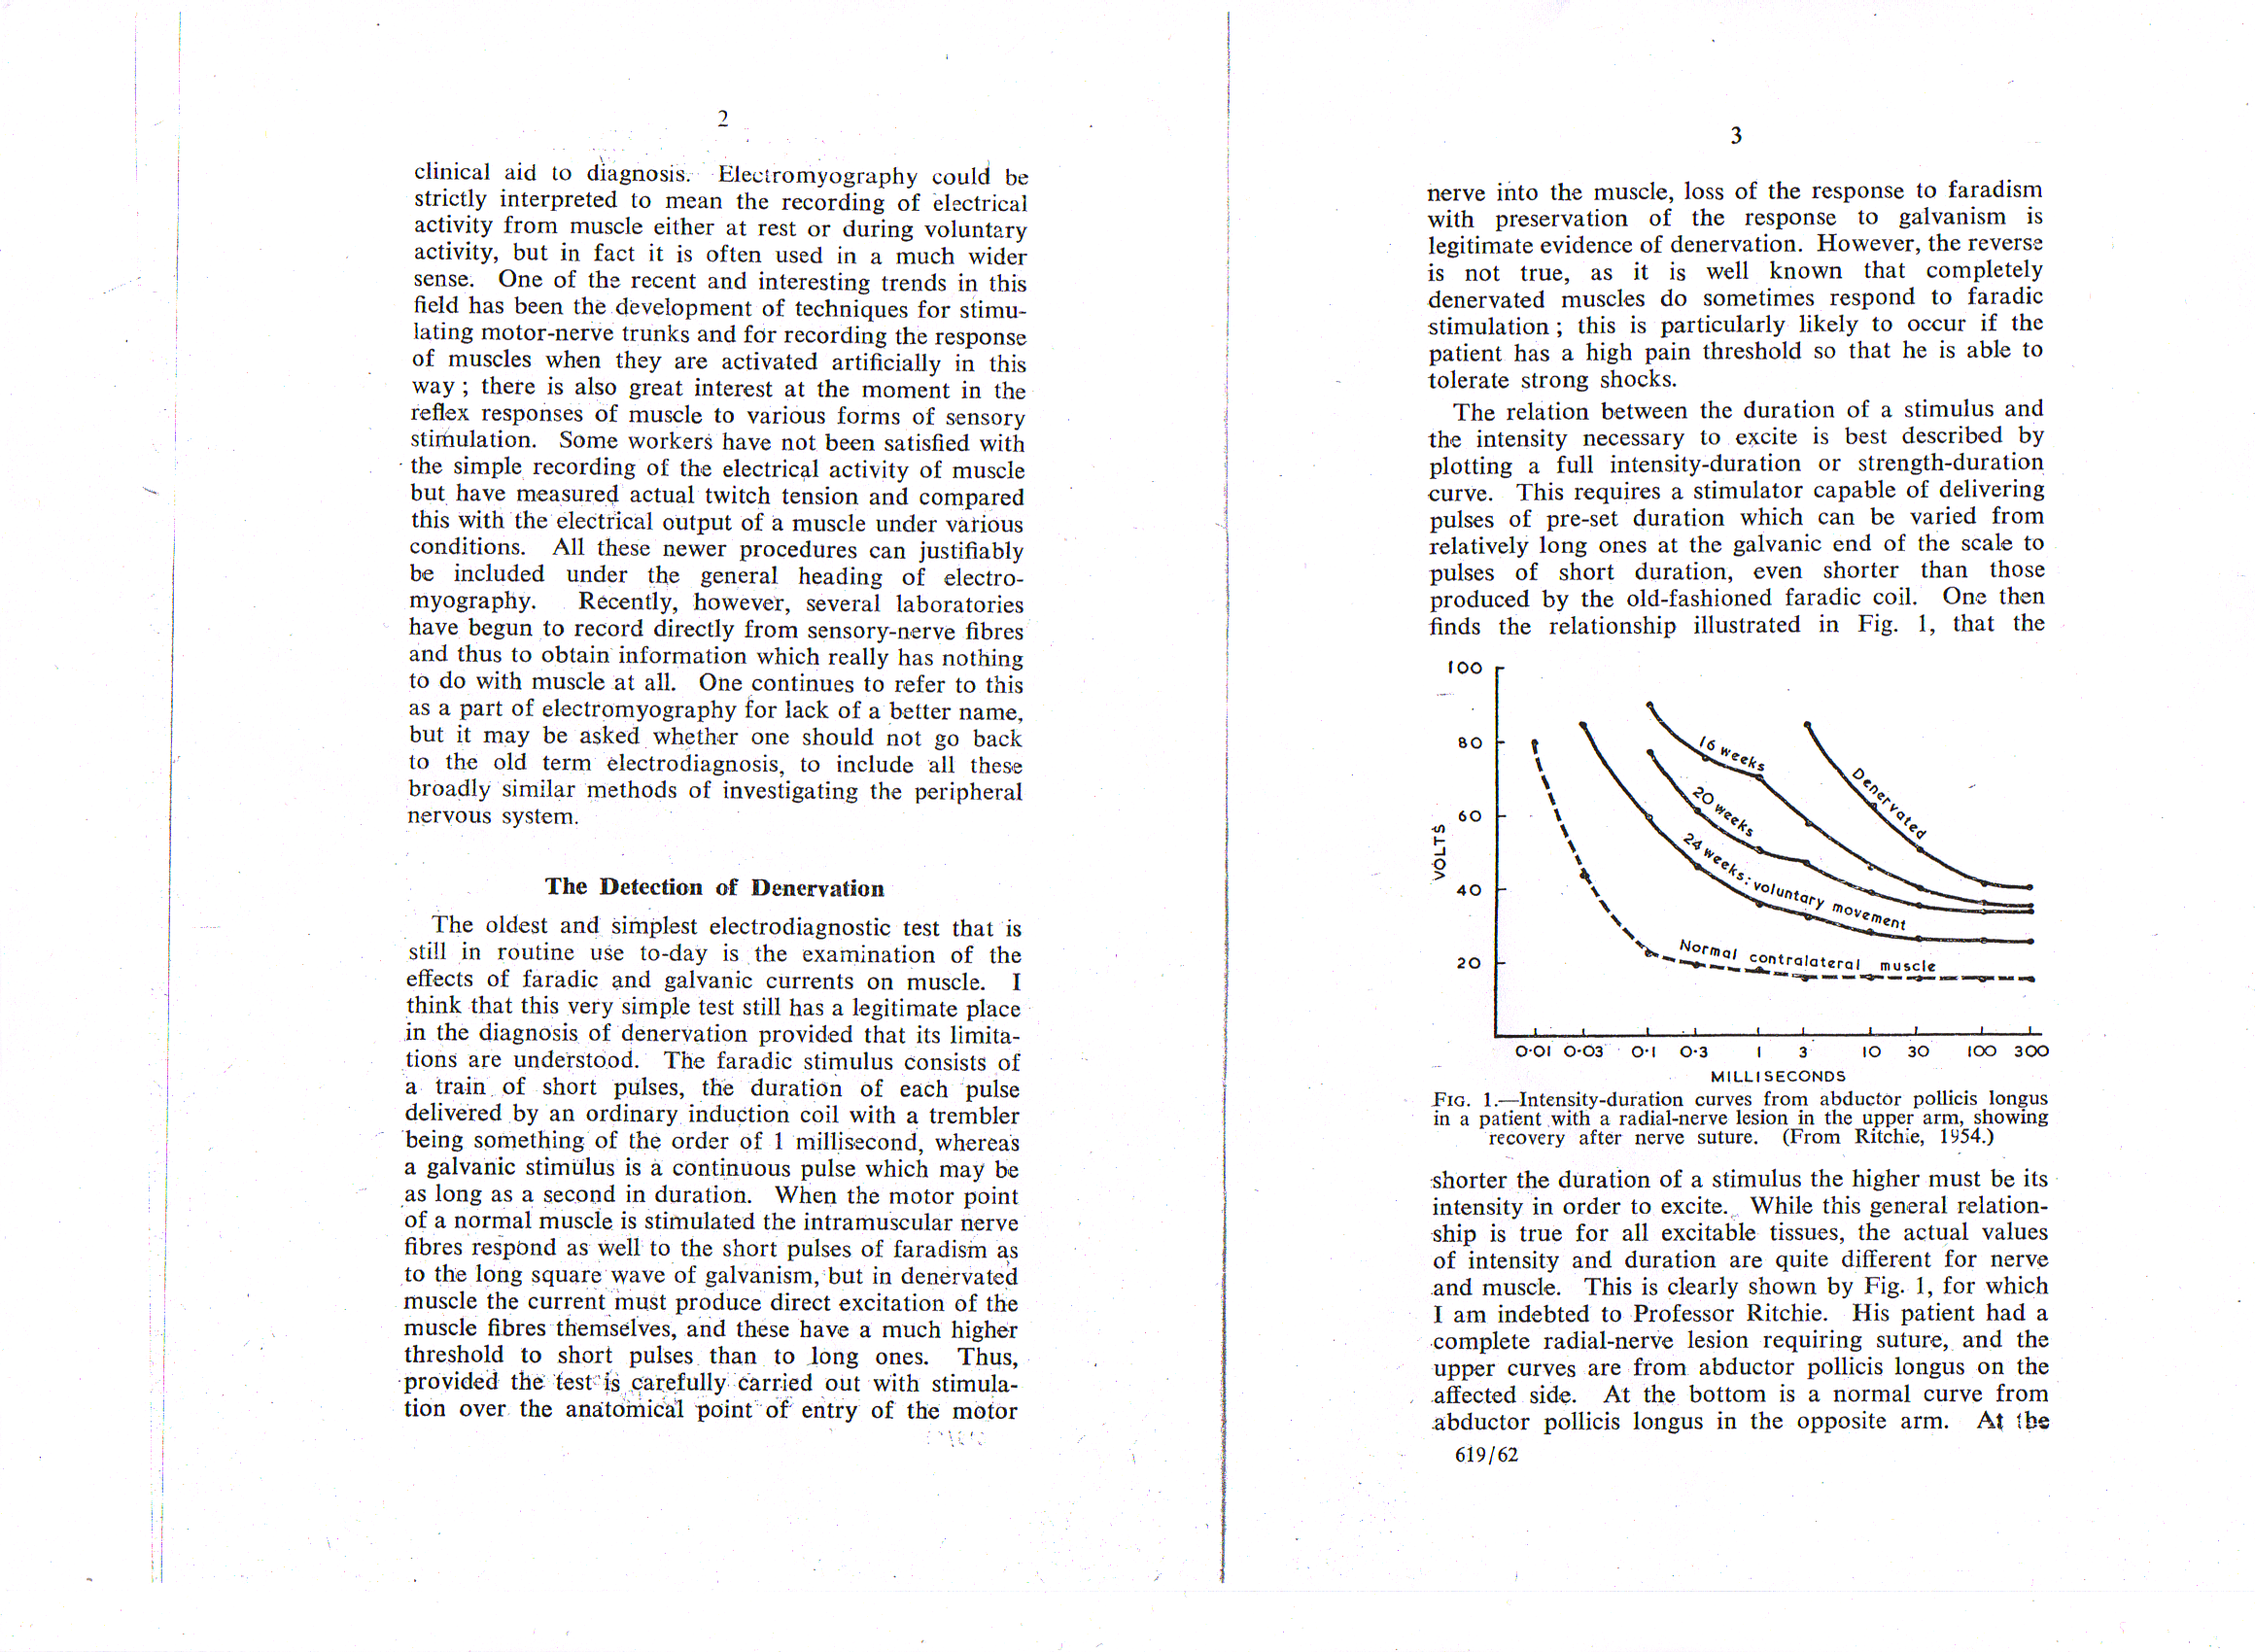 2
clinical aid to diagnosis. Electromyography could be
strictly interpreted to mean the recording of electrical
activity from muscle either at rest or during voluntary
activity, but in fact it is often used in a much wider
sense. One of the recent and interesting trends in this
field has been the development of techniques for stimu-
lating motor-nerve trunks and for recording the response
of muscles when they are activated artificially in this
way ; there is also great interest at the moment in the
reflex responses of muscle to various forms of sensory
stimulation. Some workers have not been satisfied with
the simple recording of the electrical activity of muscle
but have measured actual twitch tension and compared
this with the electrical output of a muscle under various
conditions. All these newer procedures can justifiably
be included under the general heading of electro-
myography. Recently, however, several laboratories
have begun to record directly from sensory-nerve fibres
and thus to obtain information which really has nothing
to do with muscle at all. One continues to refer to this
as a part of electromyography for lack of a better name,
but it may be asked whether one should not go back
to the old term electrodiagnosis, to include all these
broadly similar methods of investigating the peripheral
nervous system.
The Detection of Denervation
The oldest and simplest electrodiagnostic test that is
still in routine use to-day is the examination of the
effects of faradic and galvanic currents on muscle. I
think that this very simple test still has a legitimate place
in the diagnosis of denervation provided that its limita-
tions are understood. The faradic stimulus consists of
a train of short pulses, the duration of each pulse
delivered by an ordinary induction coil with a trembler
being something of the order of 1 millisecond, whereas
a galvanic stimulus is a continuous pulse which may be
as long as a second in duration. When the motor point
of a normal muscle is stimulated the intramuscular nerve
fibres respond as well to the short pulses of faradism as
to the long square wave of galvanism, but in denervated
muscle the current must produce direct excitation of the
muscle fibres themselves, and these have a much higher
threshold to short pulses than to long ones. Thus,
provided the test is carefully carried out with stimula-
tion over the anatomical point of entry of the motor
3
nerve into the muscle, loss of the response to faradism
with preservation of the response to galvanism is
legitimate evidence of denervation. However, the reverse
is not true, as it is well known that completely
denervated muscles do sometimes respond to faradic
stimulation ; this is particularly likely to occur if the
patient has a high pain threshold so that he is able to
tolerate strong shocks.
The relation between the duration of a stimulus and
the intensity necessary to excite is best described by
plotting a full intensity-duration or strength-duration
curve. This requires a stimulator capable of delivering
pulses of pre-set duration which can be varied from
relatively long ones at the galvanic end of the scale to
pulses of short duration, even shorter than those
produced by the old-fashioned faradic coil. One then
finds the relationship illustrated in Fig. 1, that the
100
80
60
40
20
VOLTS
16 weeks
Denervated
20 weeks
24 weeks: voluntary movement
Normal contralateral muscle
0·01 0·03 0·1 0·3 1 3 10 30 100 300
MILLISECONDS
FIG. 1.—Intensity-duration curves from abductor pollicis longus
in a patient with a radial-nerve lesion in the upper arm, showing
recovery after nerve suture. (From Ritchie, 1954.)
shorter the duration of a stimulus the higher must be its
intensity in order to excite. While this general relation-
ship is true for all excitable tissues, the actual values
of intensity and duration are quite different for nerve
and muscle. This is clearly shown by Fig. 1, for which
I am indebted to Professor Ritchie. His patient had a
complete radial-nerve lesion requiring suture, and the
upper curves are from abductor pollicis longus on the
affected side. At the bottom is a normal curve from
abductor pollicis longus in the opposite arm. At the
619/62